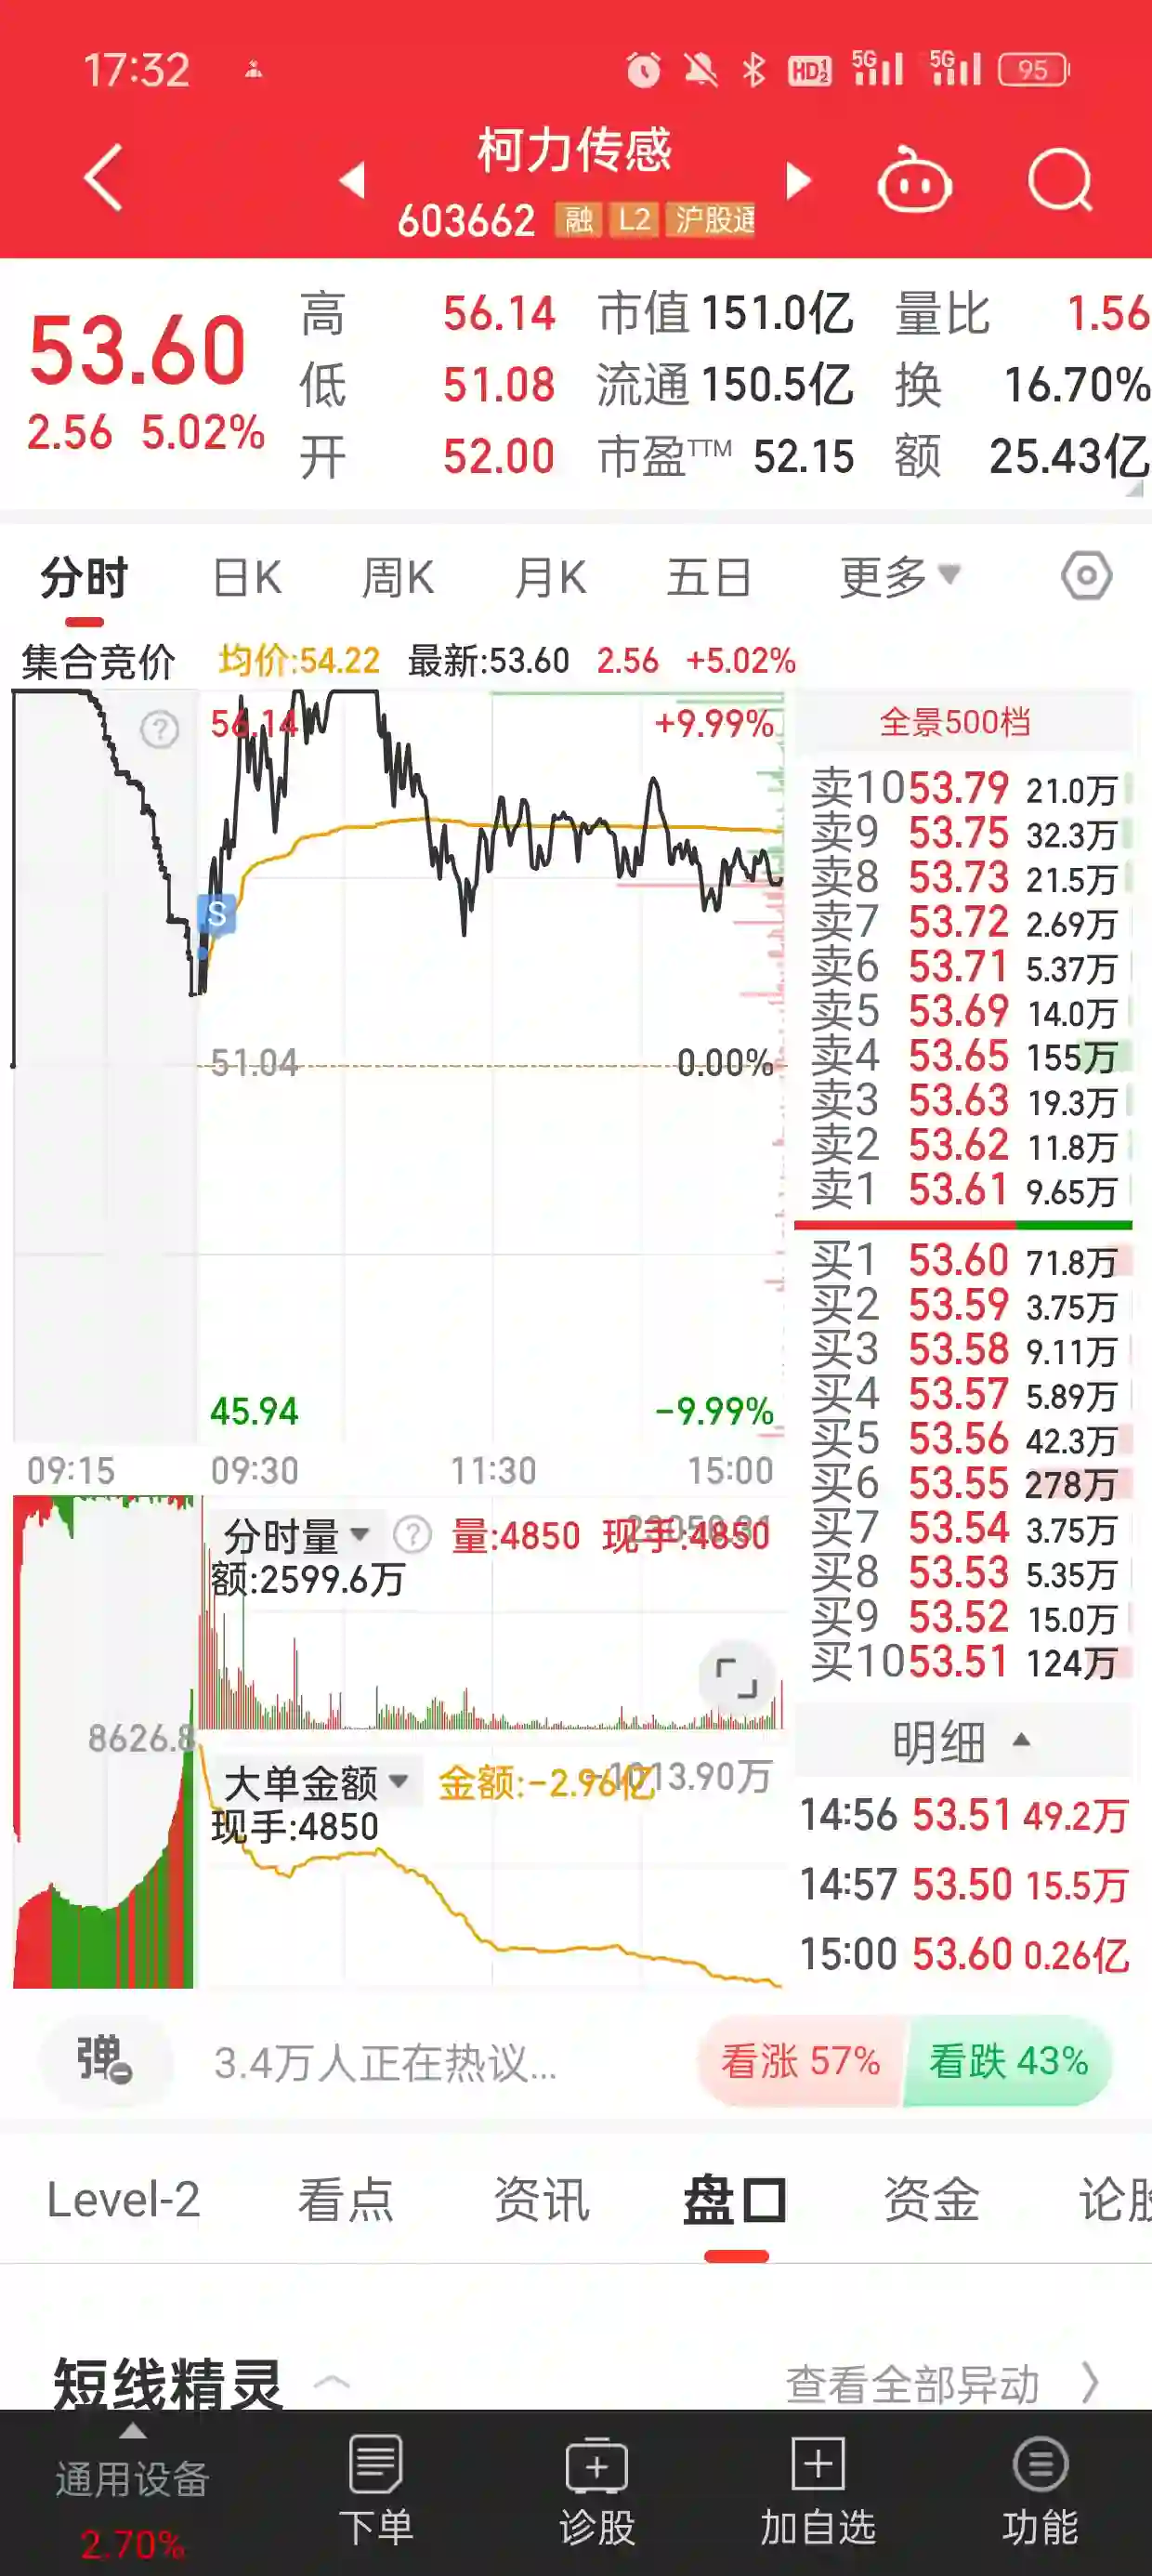 17:32 HD 1 2 5G 5G 95
柯力传感
603662 融 L2 沪股通
53.60
2.56 5.02%
高 56.14 市值 151.0亿 量比 1.56
低 51.08 流通 150.5亿 换 16.70%
开 52.00 市盈TTM 52.15 额 25.43亿
分时 日K 周K 月K 五日 更多
集合竞价 均价:54.22 最新:53.60 2.56 +5.02%
? 56.14 +9.99%
S
51.04 0.00%
45.94 -9.99%
09:15 09:30 11:30 15:00
全景500档
卖10 53.79 21.0万
卖9 53.75 32.3万
卖8 53.73 21.5万
卖7 53.72 2.69万
卖6 53.71 5.37万
卖5 53.69 14.0万
卖4 53.65 155万
卖3 53.63 19.3万
卖2 53.62 11.8万
卖1 53.61 9.65万
买1 53.60 71.8万
买2 53.59 3.75万
买3 53.58 9.11万
买4 53.57 5.89万
买5 53.56 42.3万
买6 53.55 278万
买7 53.54 3.75万
买8 53.53 5.35万
买9 53.52 15.0万
买10 53.51 124万
分时量 ? 量:4850 现手:4850
额:2599.6万
8626.8
大单金额 金额:-2.96亿
现手:4850
明细
14:56 53.51 49.2万
14:57 53.50 15.5万
15:00 53.60 0.26亿
弹 3.4万人正在热议... 看涨 57% 看跌 43%
Level-2 看点 资讯 盘口 资金 论股
短线精灵 查看全部异动
通用设备
2.70%
下单 诊股 加自选 功能